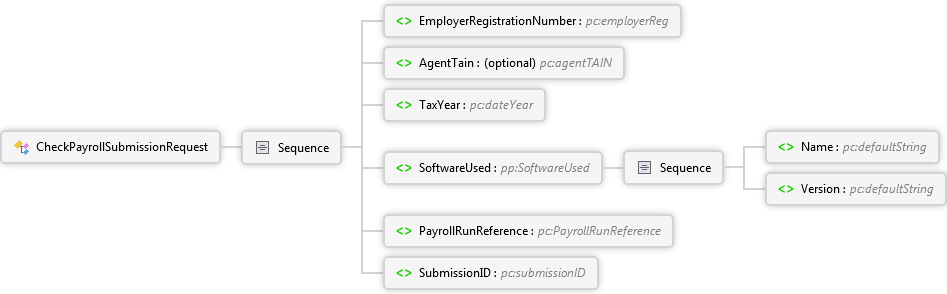 CheckPayrollSubmissionRequest
Sequence
EmployerRegistrationNumber : pc:employerReg
AgentTain : (optional) pc:agentTAIN
TaxYear : pc:dateYear
SoftwareUsed : pp:SoftwareUsed
Sequence
Name : pc:defaultString
Version : pc:defaultString
PayrollRunReference : pc:PayrollRunReference
SubmissionID : pc:submissionID